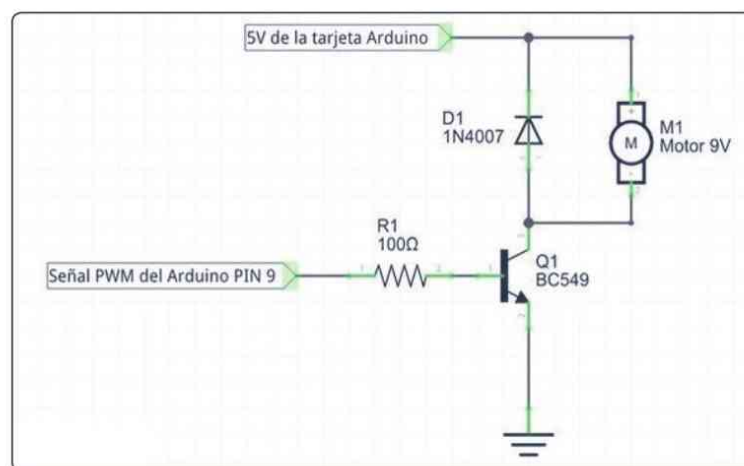 5V de la tarjeta Arduino
D1
1N4007
M
M1
Motor 9V
R1
100Ω
Señal PWM del Arduino PIN 9
Q1
BC549